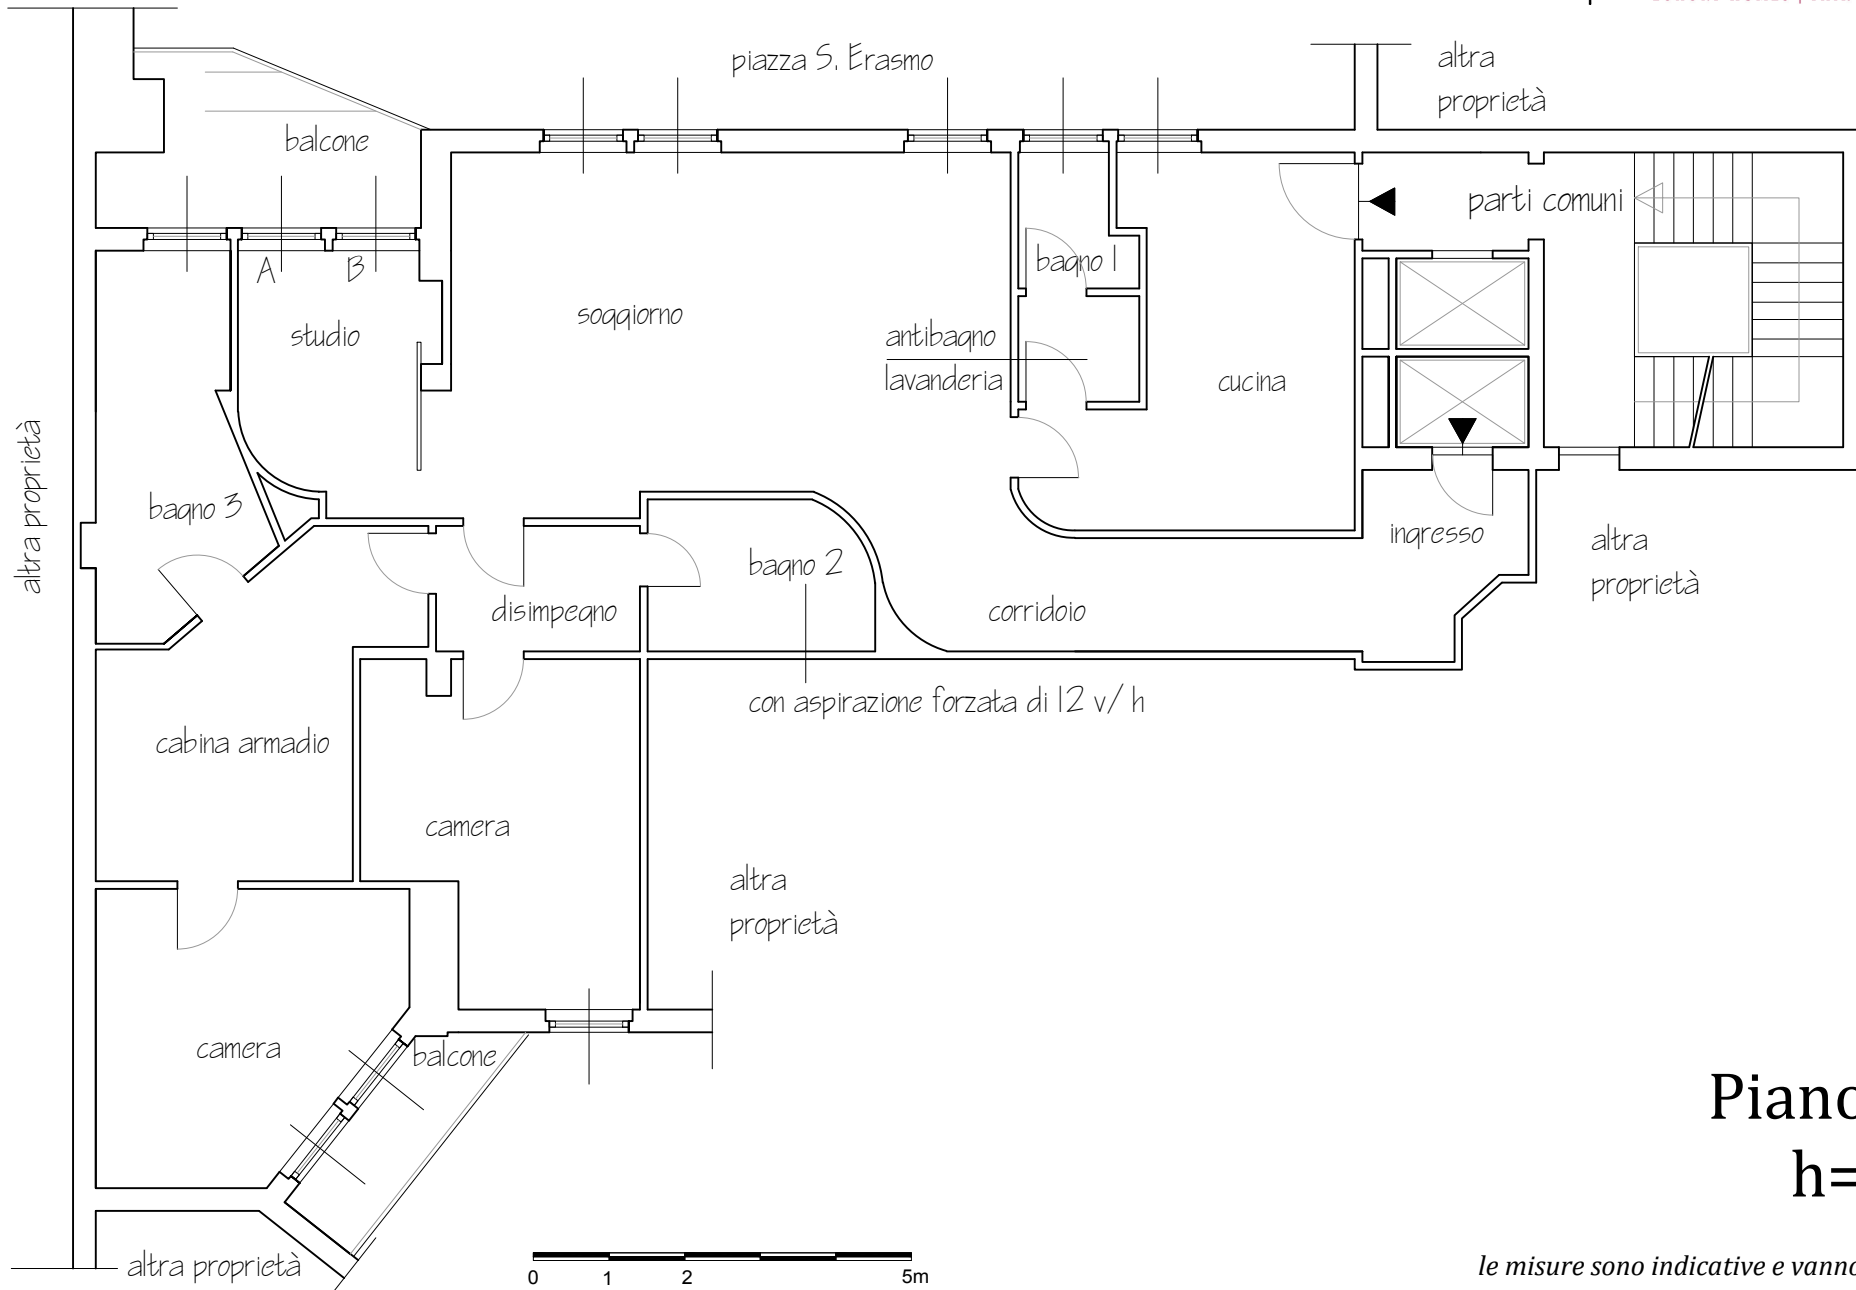 piazza S. Erasmo
altra
proprietà
balcone
parti comuni
A
B
bagno 1
soggiorno
studio
antibagno
lavanderia
cucina
altra proprietà
bagno 3
ingresso
altra
proprietà
bagno 2
disimpegno
corridoio
con aspirazione forzata di 12 v/h
cabina armadio
camera
altra
proprietà
camera
balcone
Piano
h=
altra proprietà
0 1 2 5m
le misure sono indicative e vanno